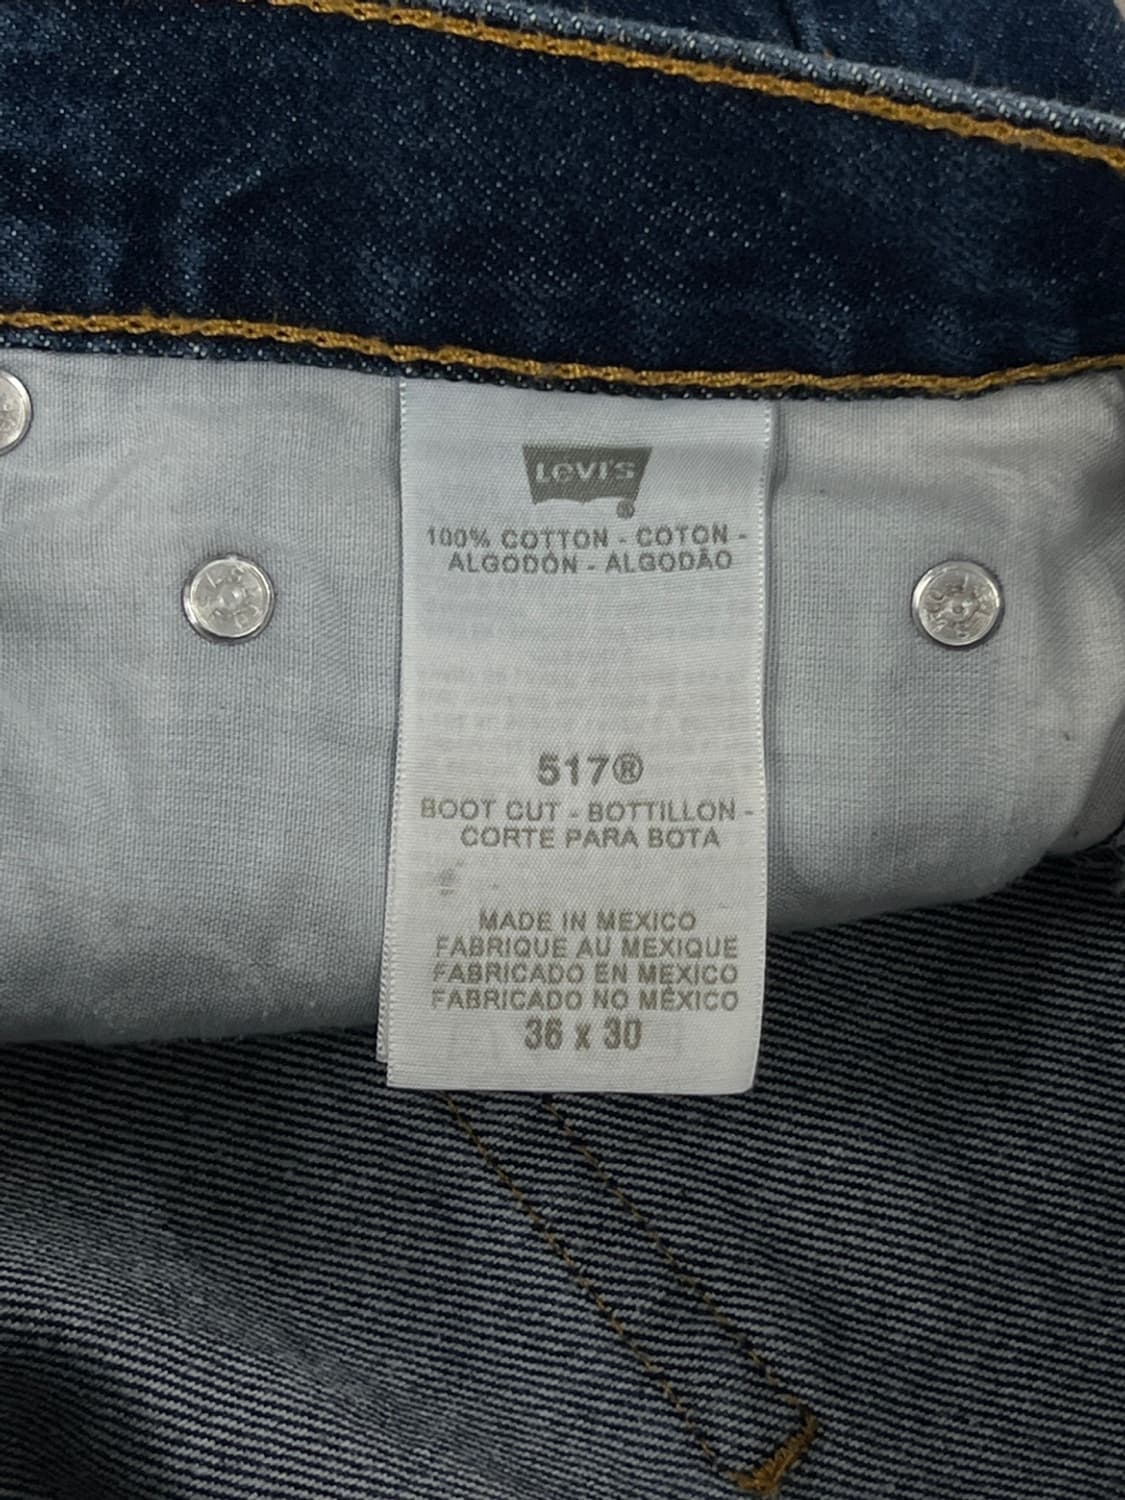 LEVI'S
®
100% COTTON - COTON -
ALGODÓN - ALGODÃO
517®
BOOT CUT - BOTTILLON -
CORTE PARA BOTA
MADE IN MEXICO
FABRIQUE AU MEXIQUE
FABRICADO EN MEXICO
FABRICADO NO MÉXICO
36 x 30